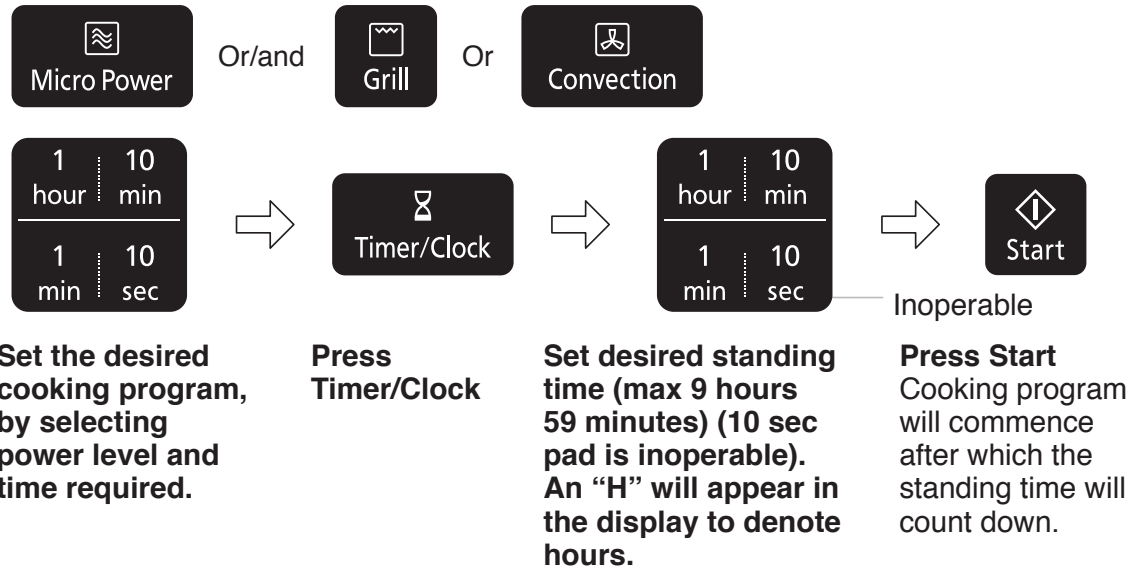 Micro Power
Or/and
Grill
Or
Convection
1 10
hour min
1 10
min sec
Timer/Clock
1 10
hour min
1 10
min sec
Inoperable
Start
Set the desired
cooking program,
by selecting
power level and
time required.
Press
Timer/Clock
Set desired standing
time (max 9 hours
59 minutes) (10 sec
pad is inoperable).
An “H” will appear in
the display to denote
hours.
Press Start
Cooking program
will commence
after which the
standing time will
count down.